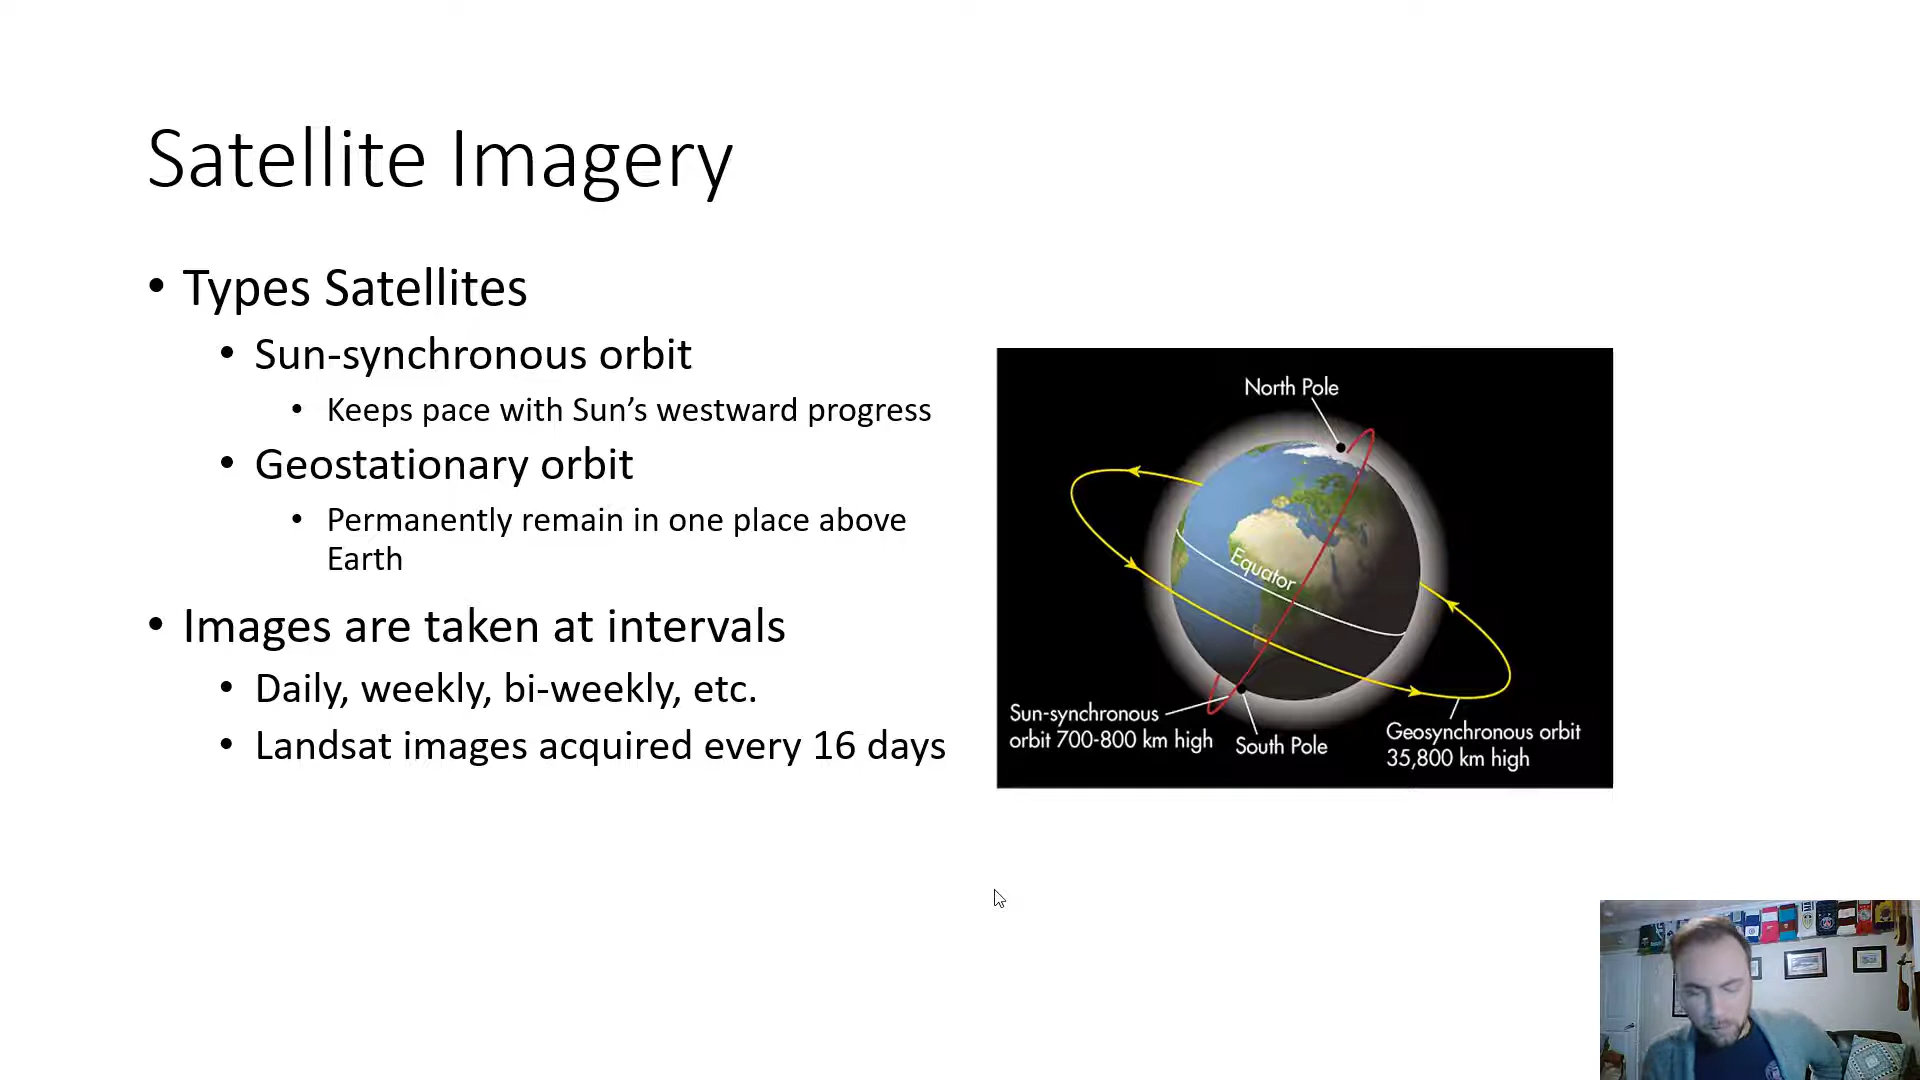 Satellite Imagery
• Types Satellites
• Sun-synchronous orbit
• Keeps pace with Sun’s westward progress
• Geostationary orbit
• Permanently remain in one place above
Earth
• Images are taken at intervals
• Daily, weekly, bi-weekly, etc.
• Landsat images acquired every 16 days
North Pole
Equator
Sun-synchronous
orbit 700-800 km high
South Pole
Geosynchronous orbit
35,800 km high